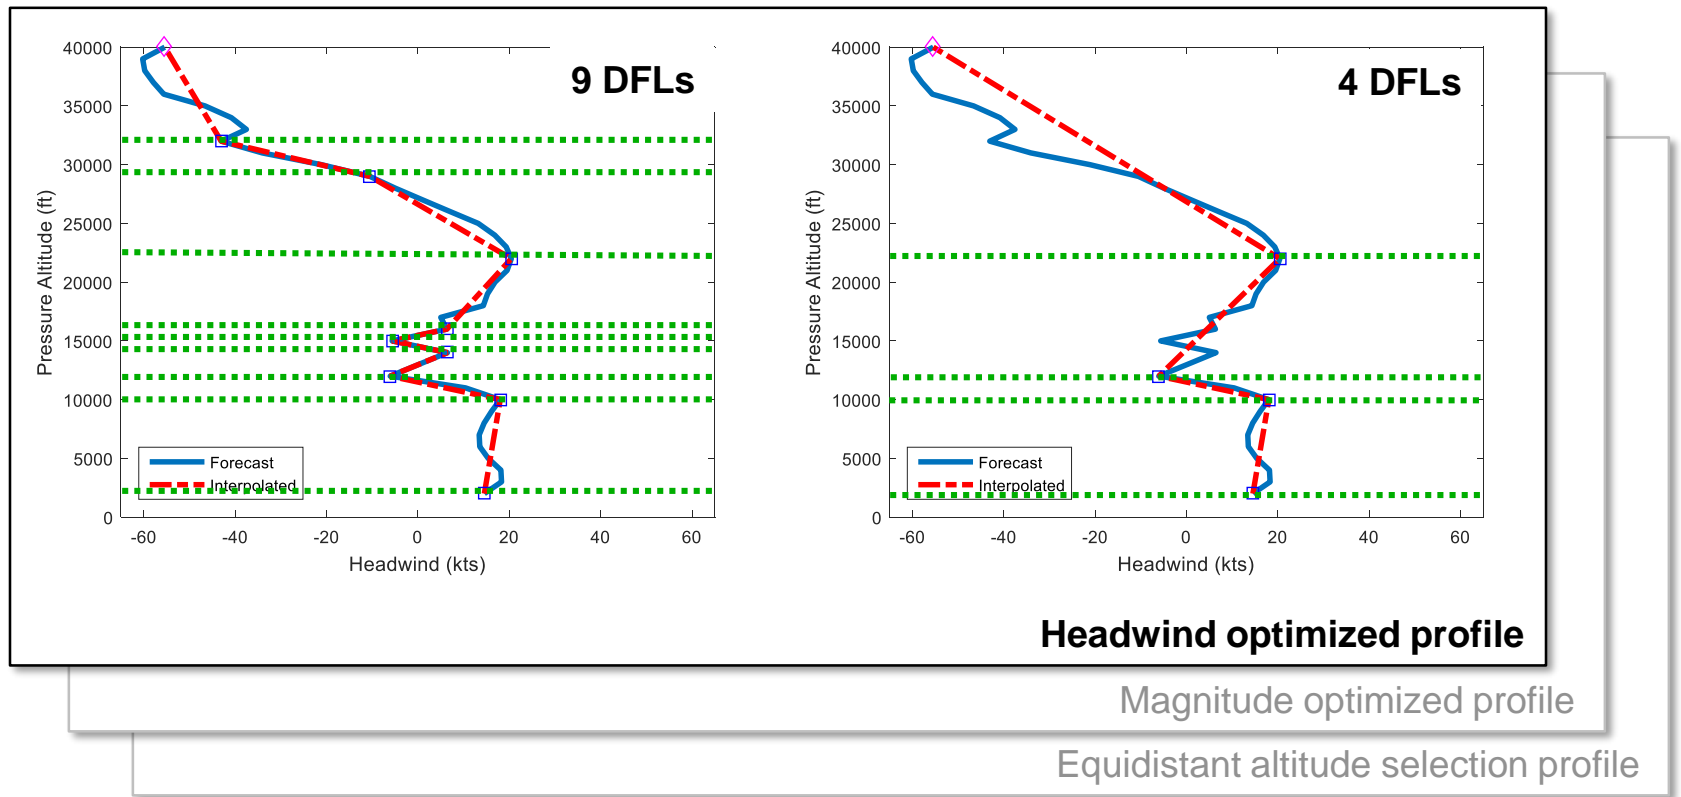 9 DFLs
40000
35000
30000
25000
20000
15000
10000
5000
0
Pressure Altitude (ft)
Forecast
Interpolated
-60 -40 -20 0 20 40 60
Headwind (kts)
4 DFLs
40000
35000
30000
25000
20000
15000
10000
5000
0
Pressure Altitude (ft)
Forecast
Interpolated
-60 -40 -20 0 20 40 60
Headwind (kts)
Headwind optimized profile
Magnitude optimized profile
Equidistant altitude selection profile